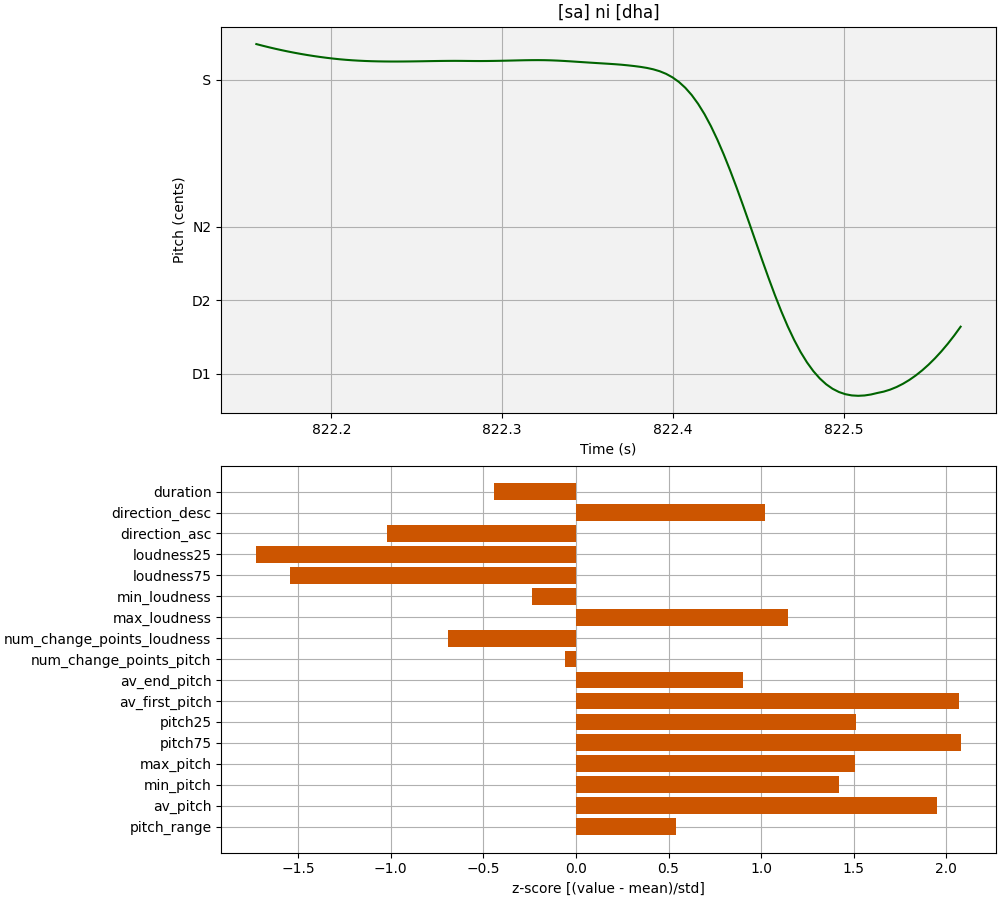 [sa] ni [dha]
Pitch (cents)
S
N2
D2
D1
822.2 822.3 822.4 822.5
Time (s)
duration
direction_desc
direction_asc
loudness25
loudness75
min_loudness
max_loudness
num_change_points_loudness
num_change_points_pitch
av_end_pitch
av_first_pitch
pitch25
pitch75
max_pitch
min_pitch
av_pitch
pitch_range
−1.5 −1.0 −0.5 0.0 0.5 1.0 1.5 2.0
z-score [(value - mean)/std]